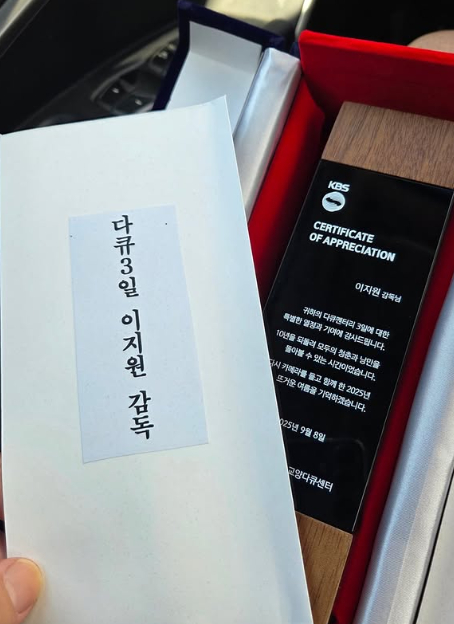 다큐3일 이지원 감독
KBS
CERTIFICATE
OF APPRECIATION
이지원 감독님
귀하의 다큐멘터리 3일에 대한
특별한 열정과 기여에 감사드립니다.
10년을 되돌려 모두의 청춘과 낭만을
돌아볼 수 있는 시간이었습니다.
카메라를 들고 함께 한 2025년
뜨거운 여름을 기억하겠습니다.
2025년 9월 8일
교양다큐센터